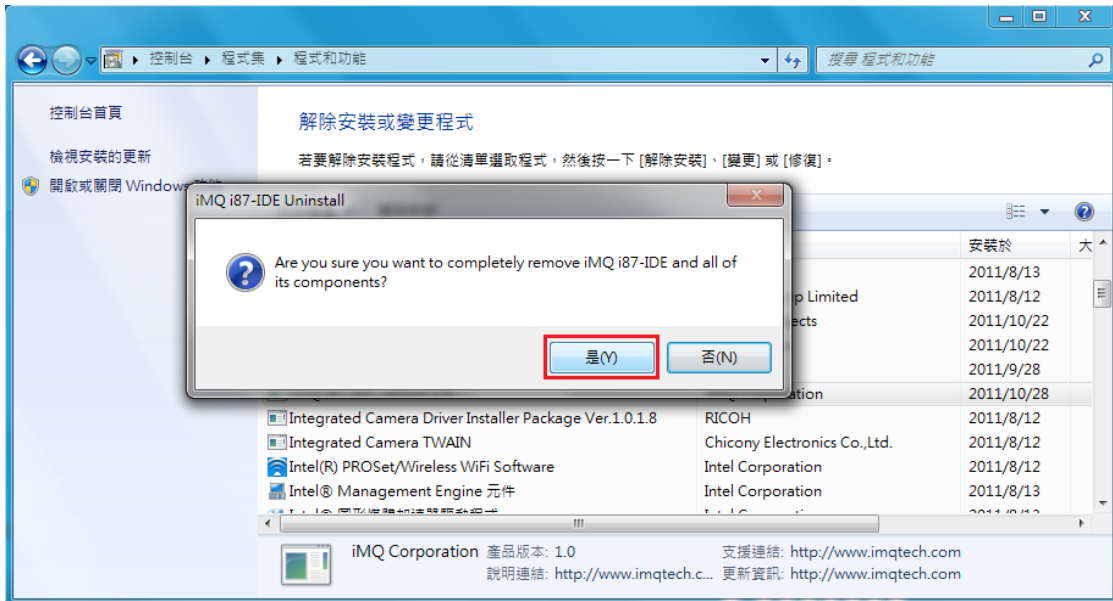 控制台 ▸ 程式集 ▸ 程式和功能
搜尋 程式和功能
控制台首頁
檢視安裝的更新
開啟或關閉 Windows
解除安裝或變更程式
若要解除安裝程式，請從清單選取程式，然後按一下 [解除安裝]、[變更] 或 [修復]。
iMQ i87-IDE Uninstall
Are you sure you want to completely remove iMQ i87-IDE and all of
its components?
是(Y) 否(N)
安裝於 大
2011/8/13
p Limited 2011/8/12
ects 2011/10/22
2011/10/22
2011/9/28
2011/10/28
Integrated Camera Driver Installer Package Ver.1.0.1.8 RICOH 2011/8/12
Integrated Camera TWAIN Chicony Electronics Co.,Ltd. 2011/8/12
Intel(R) PROSet/Wireless WiFi Software Intel Corporation 2011/8/12
Intel® Management Engine 元件 Intel Corporation 2011/8/13
iMQ Corporation 產品版本: 1.0 支援連結: http://www.imqtech.com
說明連結: http://www.imqtech.c... 更新資訊: http://www.imqtech.com